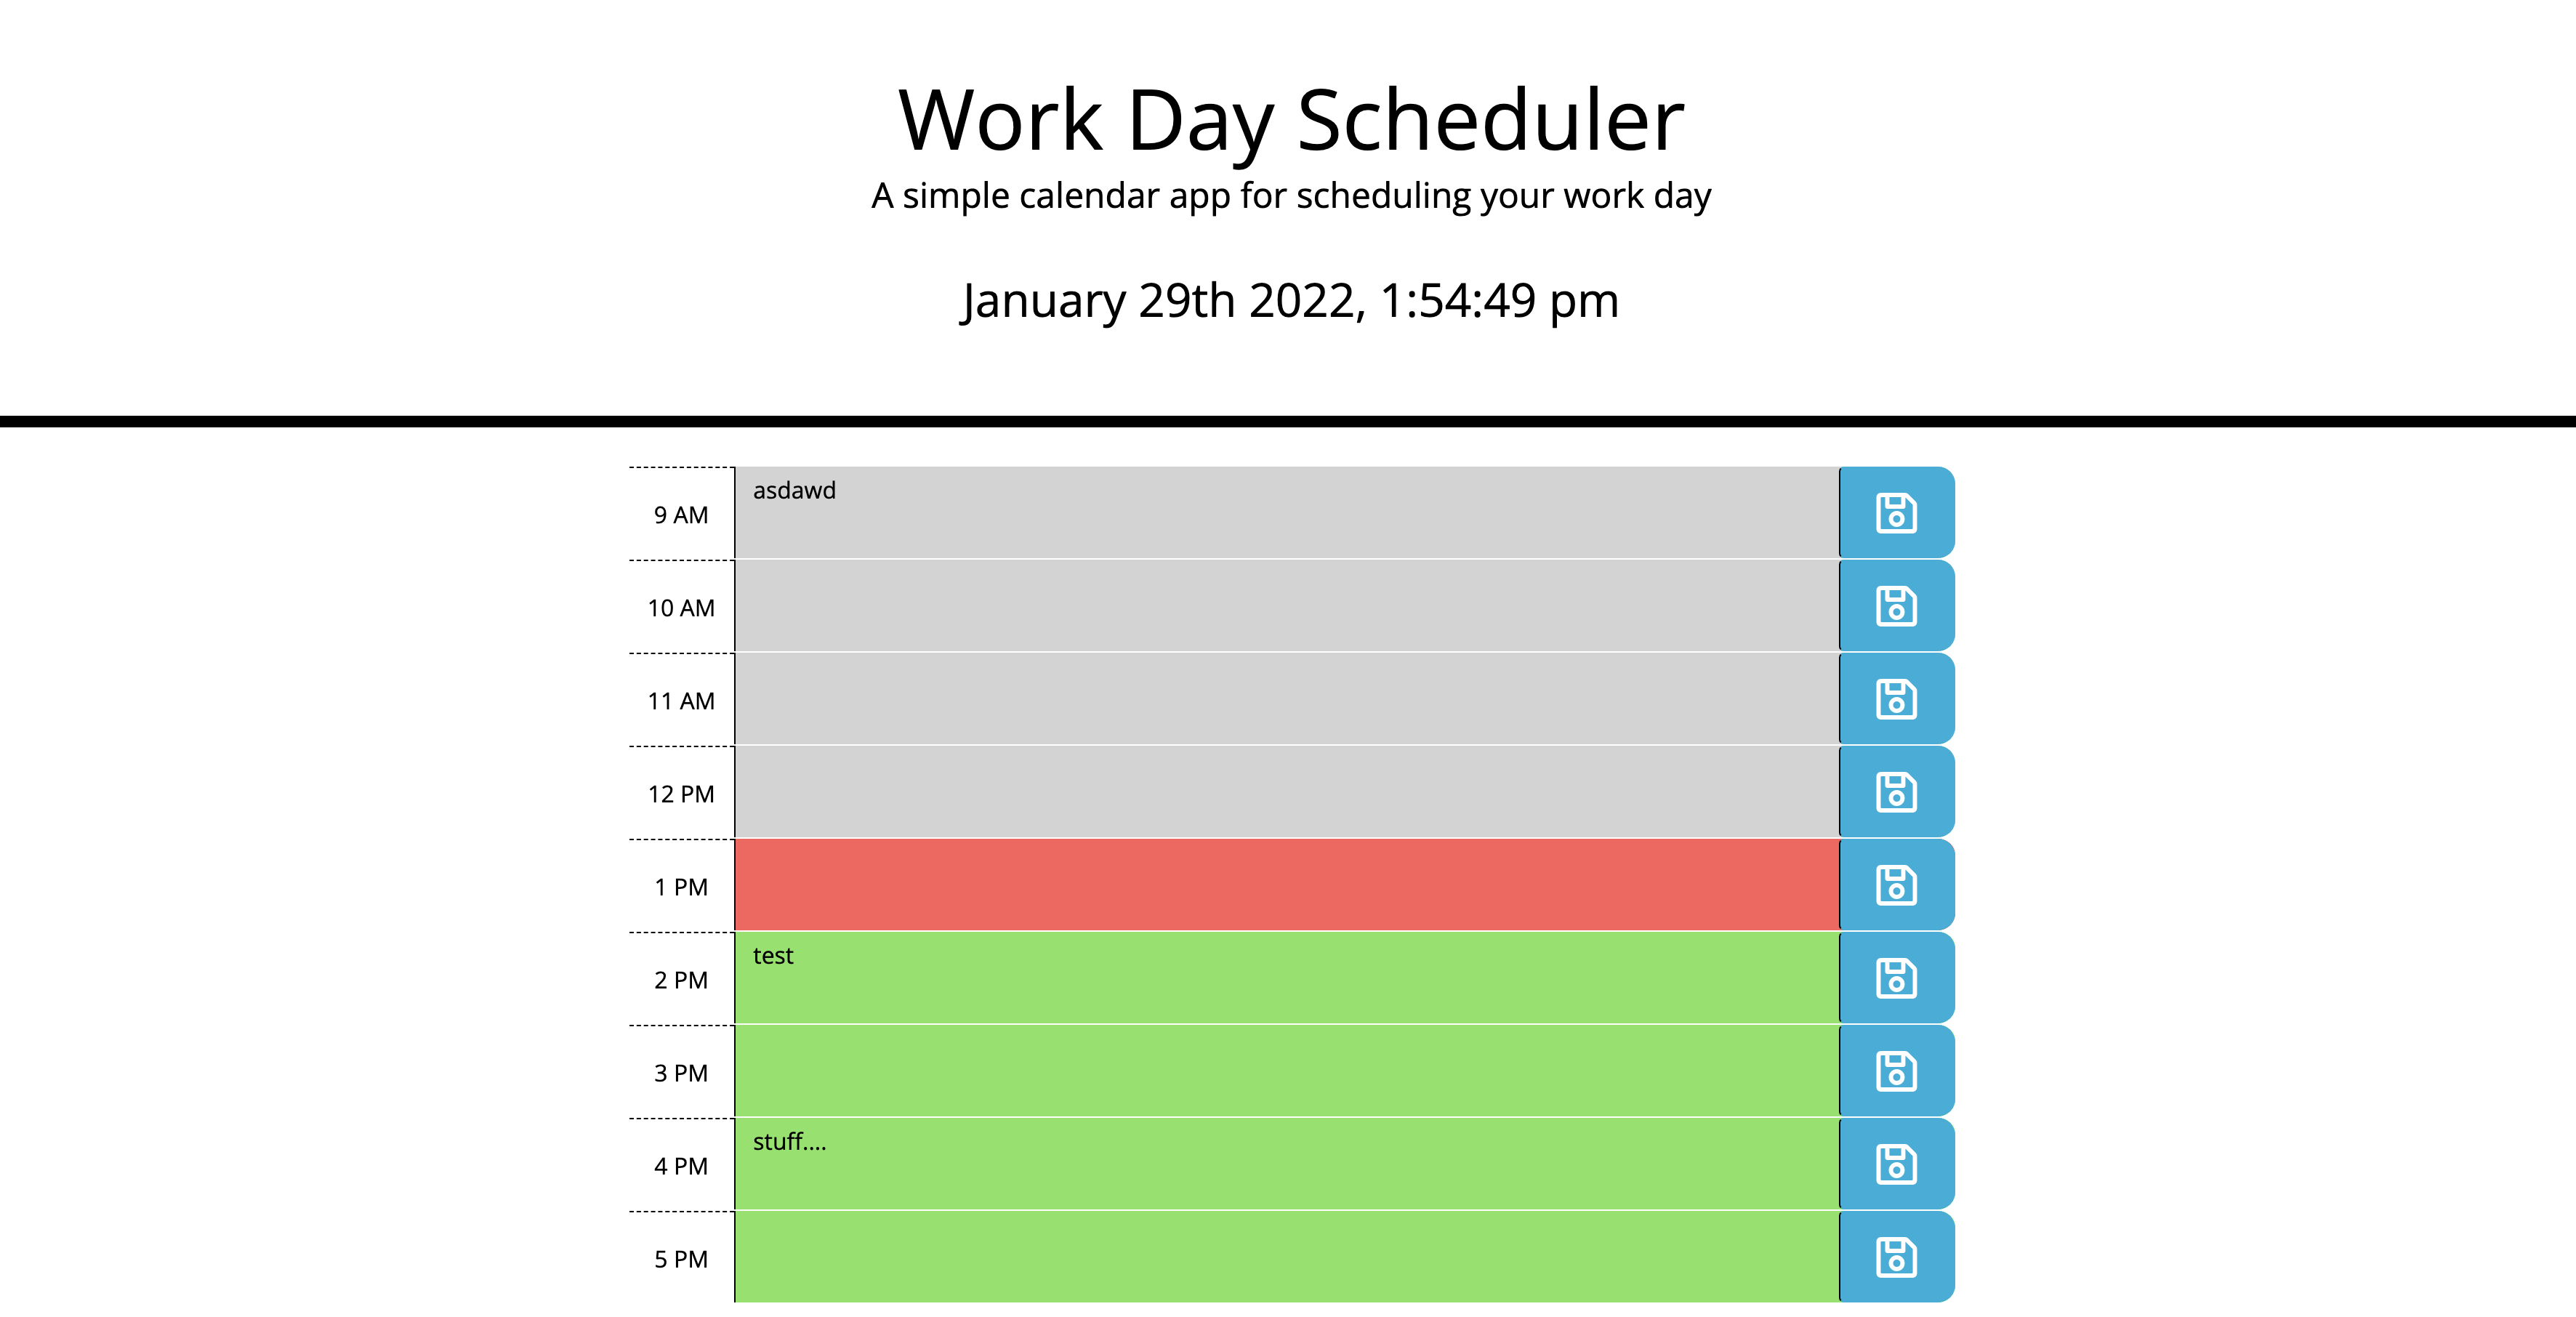 Work Day Scheduler
A simple calendar app for scheduling your work day
January 29th 2022, 1:54:49 pm
9 AM
asdawd
10 AM
11 AM
12 PM
1 PM
2 PM
test
3 PM
4 PM
stuff....
5 PM